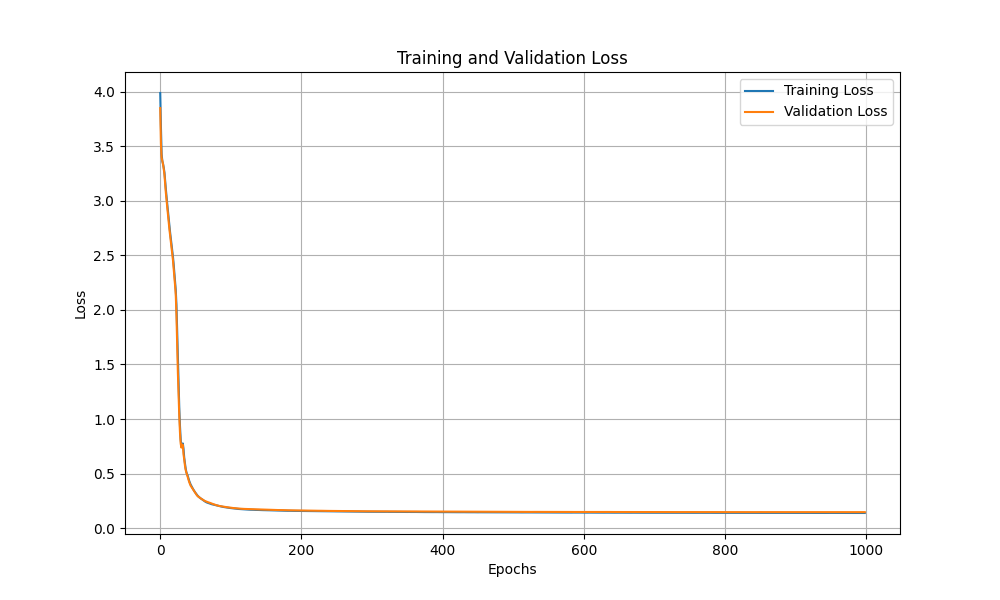 Training and Validation Loss
Training Loss
Validation Loss
4.0
3.5
3.0
2.5
2.0
1.5
1.0
0.5
0.0
Loss
0 200 400 600 800 1000
Epochs